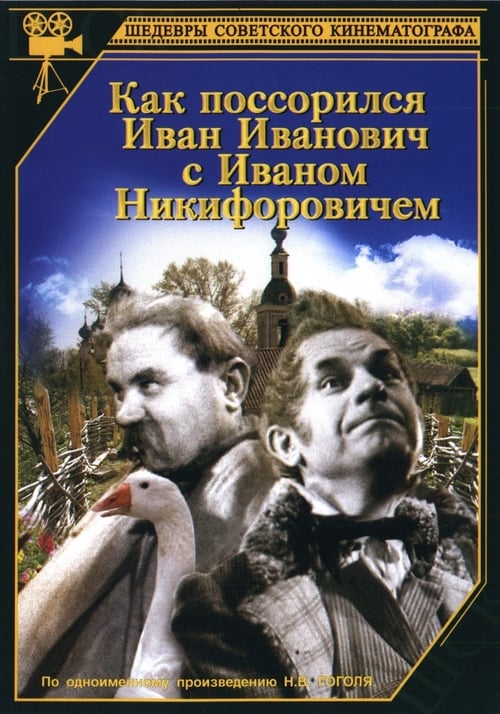 ШЕДЕВРЫ СОВЕТСКОГО КИНЕМАТОГРАФА
Как поссорился
Иван Иванович
с Иваном
Никифоровичем
По одноименному произведению Н.В. ГОГОЛЯ